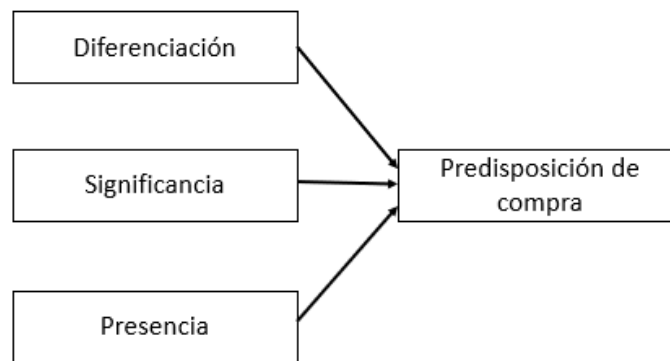 Diferenciación
Significancia
Predisposición de
compra
Presencia